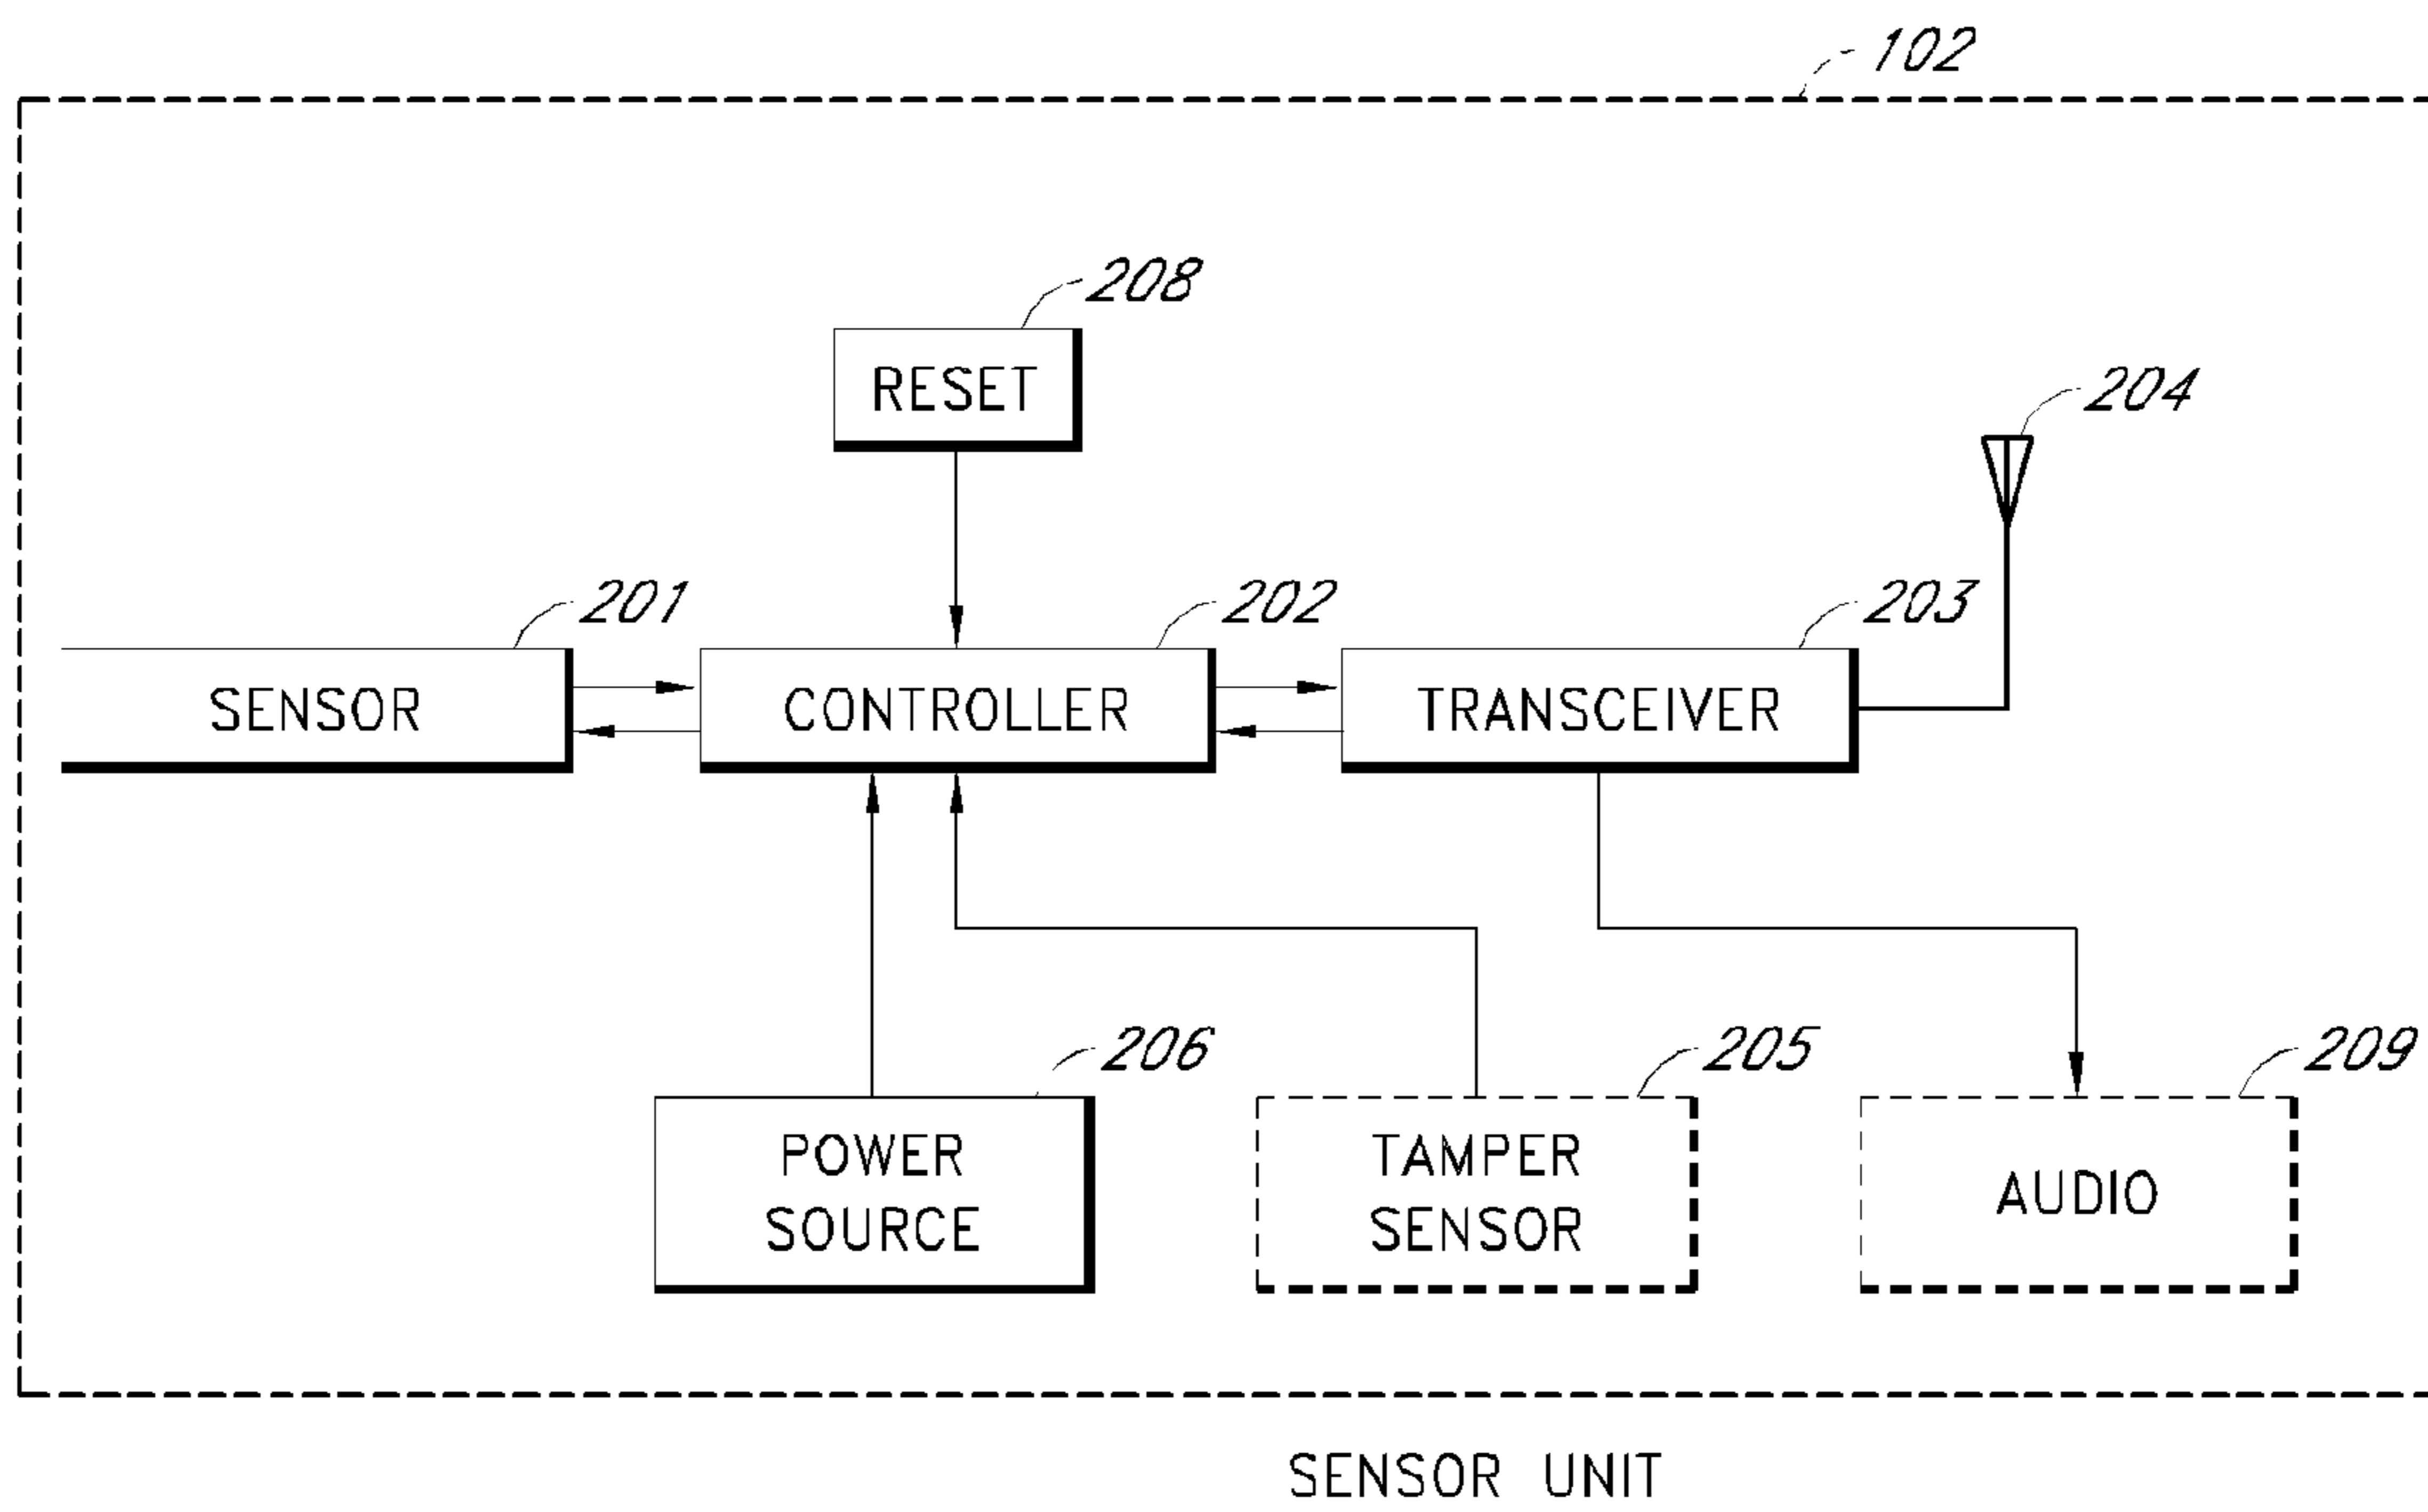 102
208
RESET
204
201
202
203
SENSOR
CONTROLLER
TRANSCEIVER
206
205
209
POWER
SOURCE
TAMPER
SENSOR
AUDIO
SENSOR UNIT